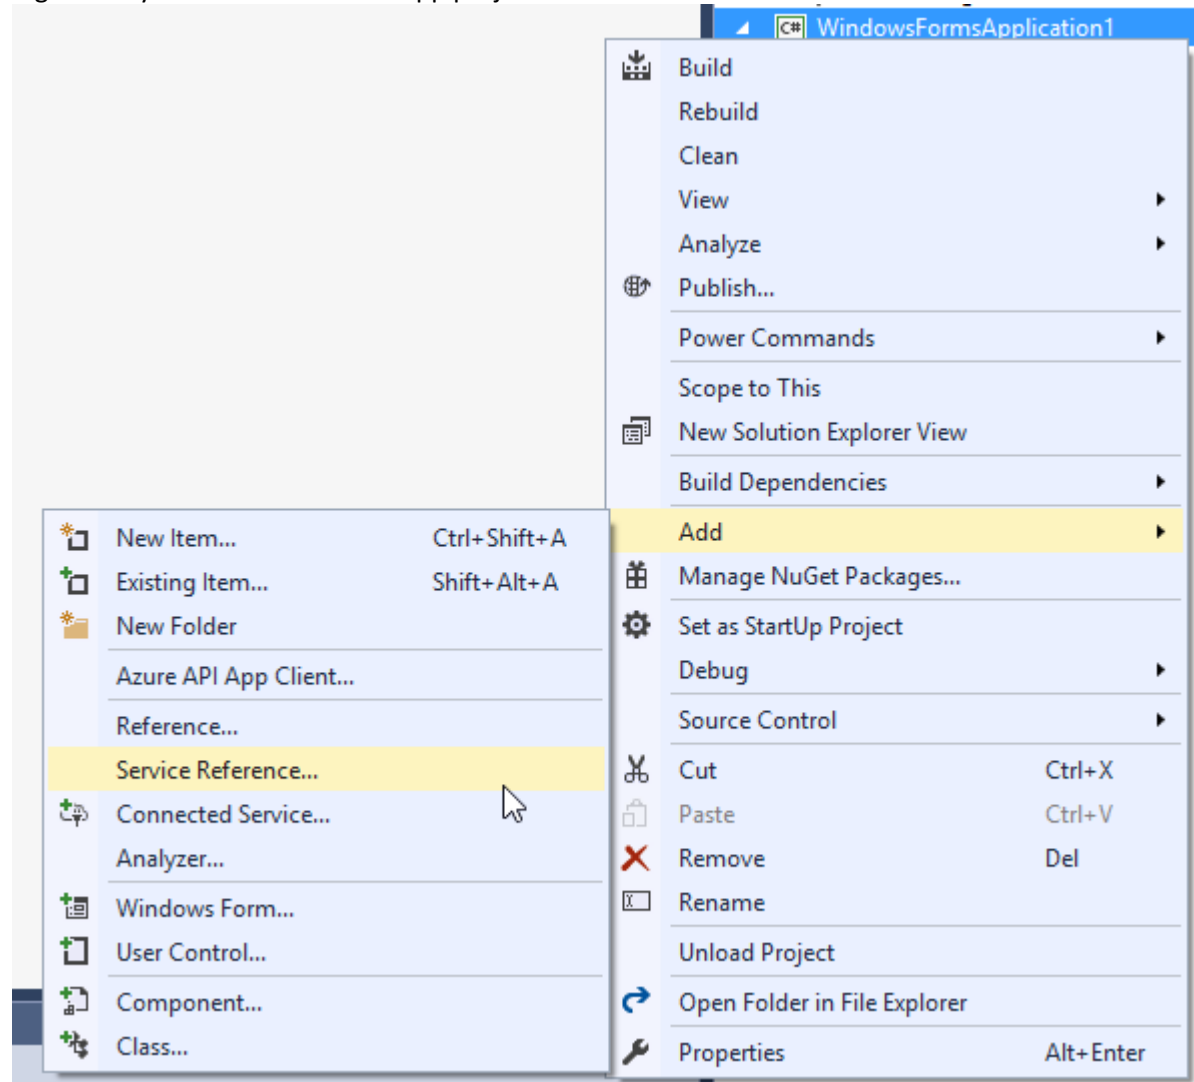 C# WindowsFormsApplication1
Build
Rebuild
Clean
View
Analyze
Publish...
Power Commands
Scope to This
New Solution Explorer View
Build Dependencies
Add
Manage NuGet Packages...
Set as StartUp Project
Debug
Source Control
Cut Ctrl+X
Paste Ctrl+V
Remove Del
Rename
Unload Project
Open Folder in File Explorer
Properties Alt+Enter
New Item... Ctrl+Shift+A
Existing Item... Shift+Alt+A
New Folder
Azure API App Client...
Reference...
Service Reference...
Connected Service...
Analyzer...
Windows Form...
User Control...
Component...
Class...